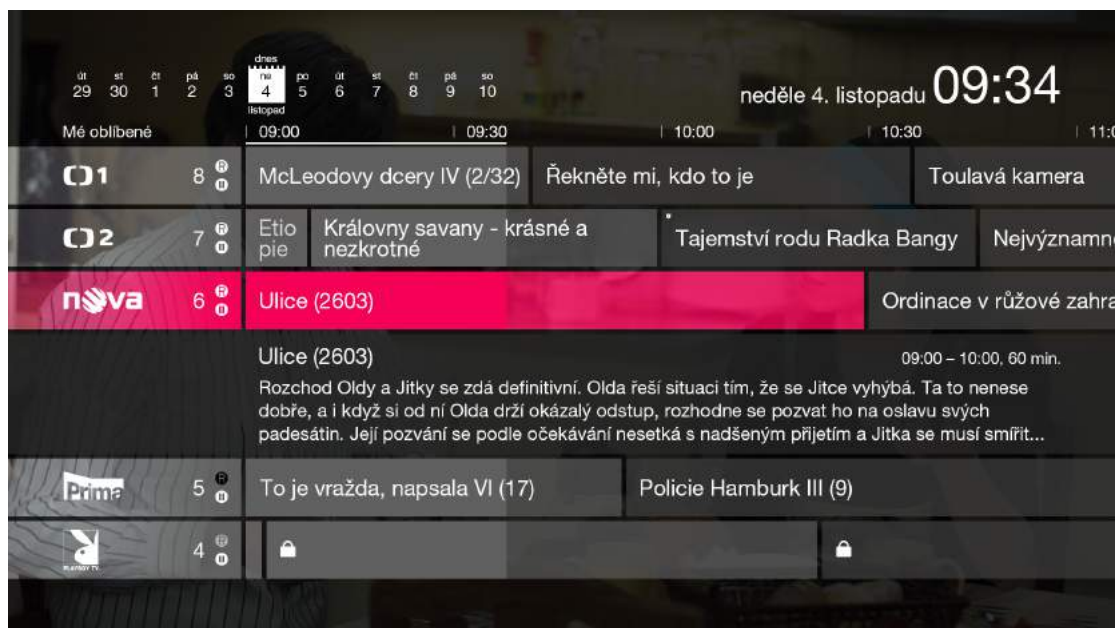 dnes
út st čt pá so ne po út st čt pá so
29 30 1 2 3 4 5 6 7 8 9 10
listopad
neděle 4. listopadu 09:34
Mé oblíbené 09:00 09:30 10:00 10:30 11:0
1 8 R McLeodovy dcery IV (2/32) Řekněte mi, kdo to je Toulavá kamera
2 7 R Etio
pie Královny savany - krásné a
nezkrotné Tajemství rodu Radka Bangy Nejvýznamně
nova 6 R Ulice (2603) Ordinace v růžové zahra
Ulice (2603) 09:00 – 10:00, 60 min.
Rozchod Oldy a Jitky se zdá definitivní. Olda řeší situaci tím, že se Jitce vyhýbá. Ta to nenese
dobře, a i když si od ní Olda drží okázalý odstup, rozhodne se pozvat ho na oslavu svých
padesátin. Její pozvání se podle očekávání nesetká s nadšeným přijetím a Jitka se musí smířit...
Prima 5 R To je vražda, napsala VI (17) Policie Hamburk III (9)
PLAYBOY TV 4 R